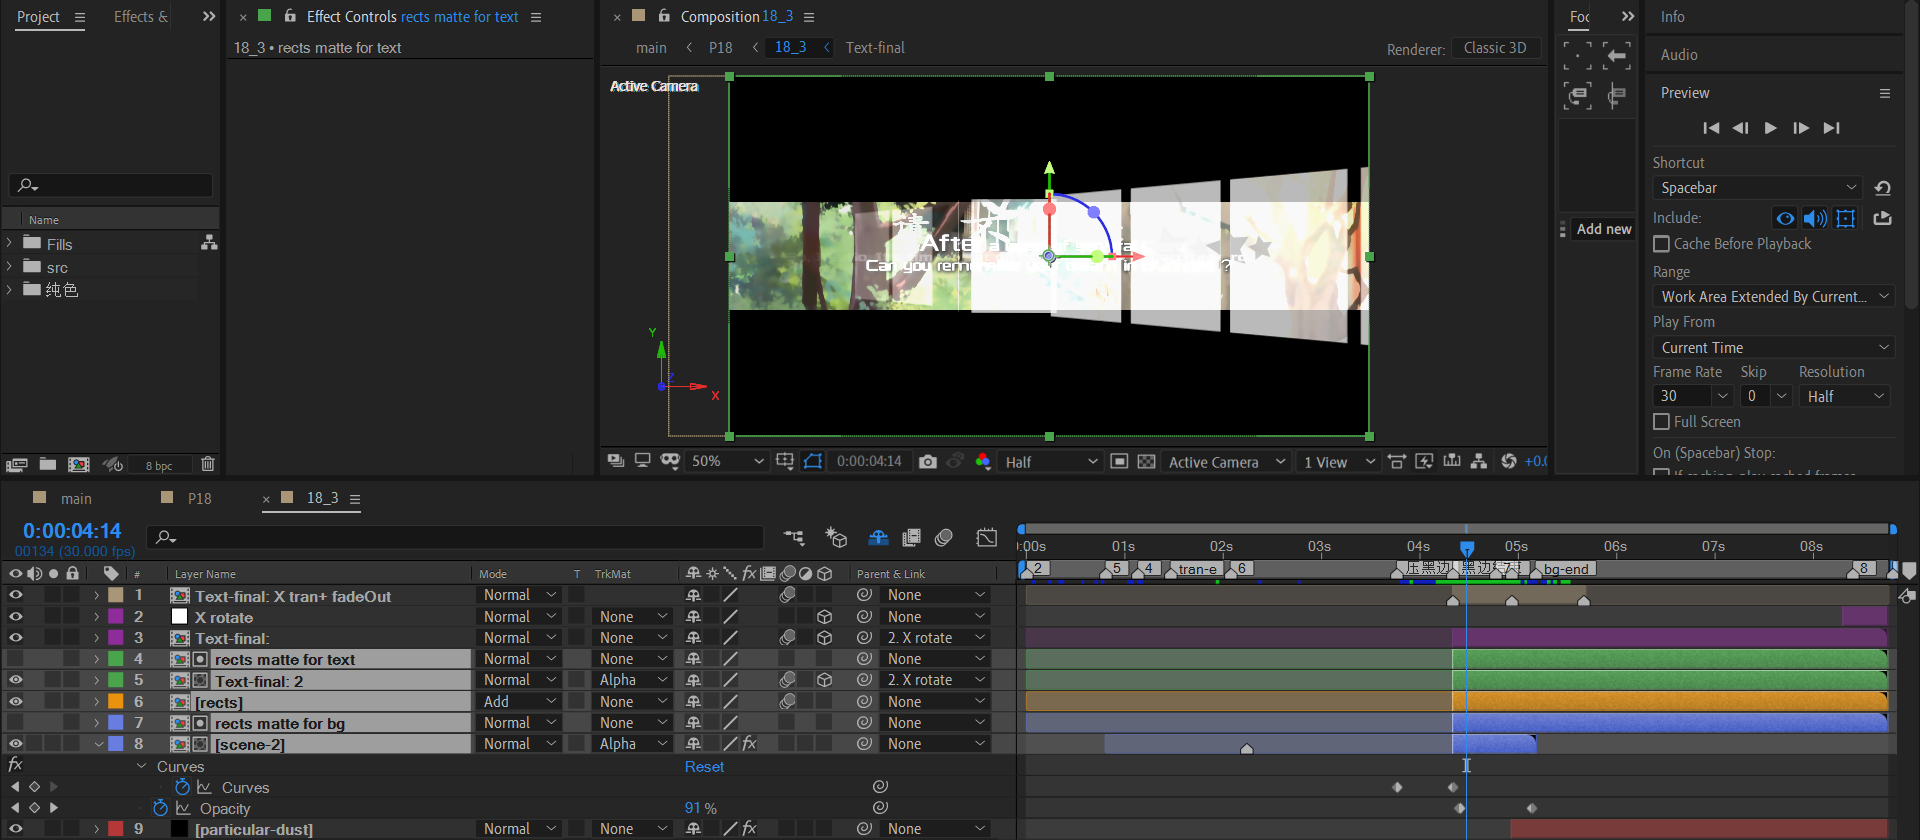 Project
Effects &
Effect Controls rects matte for text
18_3 • rects matte for text
Composition 18_3
main
P18
18_3
Text-final
Renderer:
Classic 3D
Active Camera
Info
Audio
Preview
Shortcut
Spacebar
Include:
Cache Before Playback
Range
Work Area Extended By Current...
Play From
Current Time
Frame Rate
Skip
Resolution
30
0
Half
Full Screen
On (Spacebar) Stop:
Add new
Name
Fills
src
纯色
8 bpc
After
Can you
Y
Z
X
50%
0:00:04:14
Half
Active Camera
1 View
+0.0
main
P18
18_3
0:00:04:14
00134 (30.000 fps)
#
Layer Name
Mode
T
TrkMat
Parent & Link
:00s
01s
02s
03s
04s
05s
06s
07s
08s
2
5
4
tran-e
6
压黑边
黑边
bg-end
8
1
Text-final: X tran+ fadeOut
Normal
None
2
X rotate
Normal
None
None
3
Text-final:
Normal
None
2. X rotate
4
rects matte for text
Normal
None
None
5
Text-final: 2
Normal
Alpha
2. X rotate
6
[rects]
Add
None
None
7
rects matte for bg
Normal
None
None
8
[scene-2]
Normal
Alpha
fx
None
fx
Curves
Reset
Curves
Opacity
91 %
9
[particular-dust]
Normal
None
fx
None